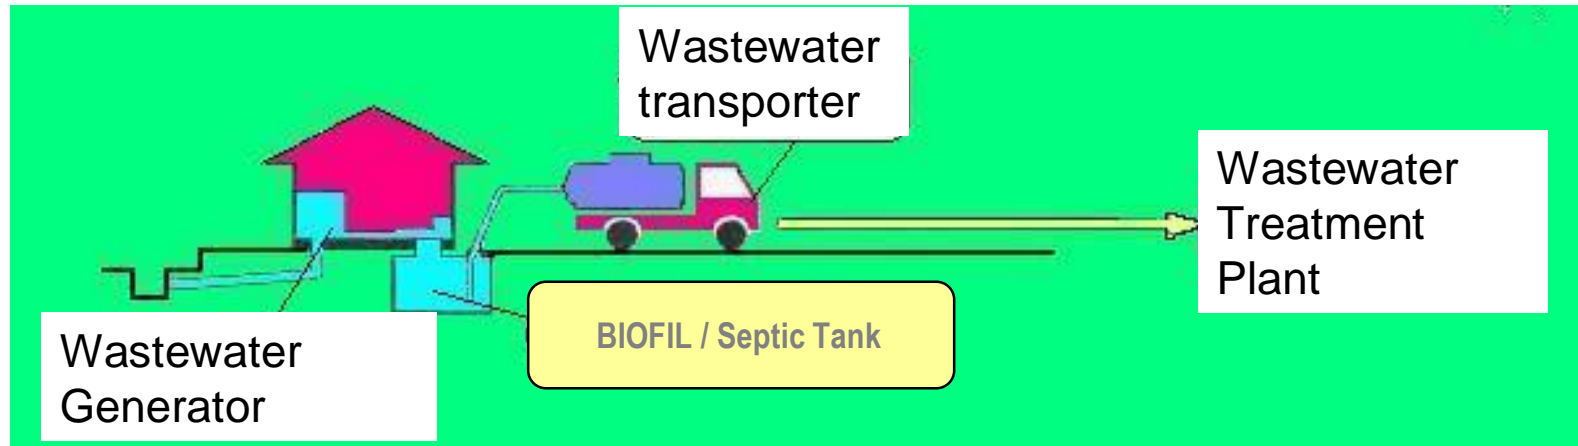 Wastewater
transporter
Wastewater
Treatment
Plant
BIOFIL / Septic Tank
Wastewater
Generator